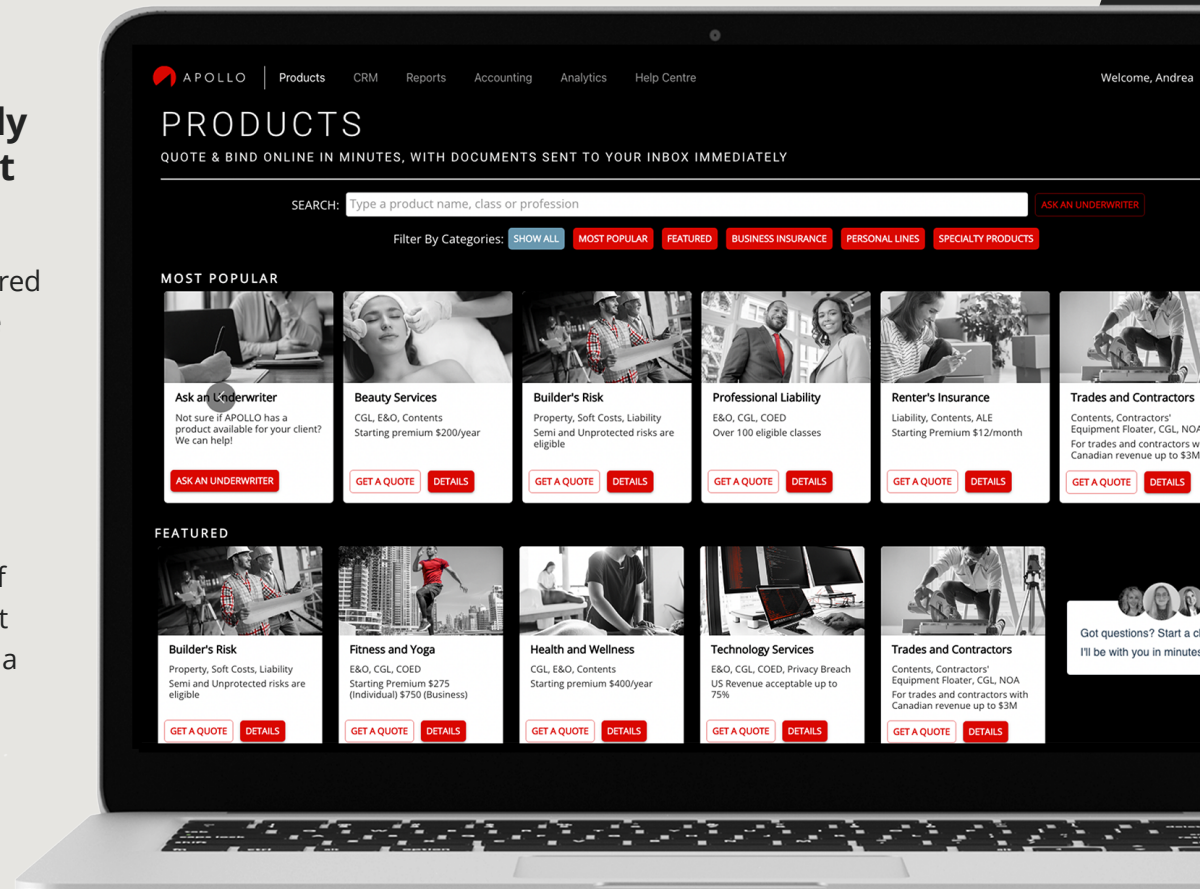 ly
t
red
f
t
a
APOLLO Products CRM Reports Accounting Analytics Help Centre Welcome, Andrea
PRODUCTS
QUOTE & BIND ONLINE IN MINUTES, WITH DOCUMENTS SENT TO YOUR INBOX IMMEDIATELY
SEARCH: Type a product name, class or profession ASK AN UNDERWRITER
Filter By Categories: SHOW ALL MOST POPULAR FEATURED BUSINESS INSURANCE PERSONAL LINES SPECIALTY PRODUCTS
MOST POPULAR
Ask an Underwriter
Not sure if APOLLO has a
product available for your client?
We can help!
ASK AN UNDERWRITER
Beauty Services
CGL, E&O, Contents
Starting premium $200/year
GET A QUOTE DETAILS
Builder's Risk
Property, Soft Costs, Liability
Semi and Unprotected risks are
eligible
GET A QUOTE DETAILS
Professional Liability
E&O, CGL, COED
Over 100 eligible classes
GET A QUOTE DETAILS
Renter's Insurance
Liability, Contents, ALE
Starting Premium $12/month
GET A QUOTE DETAILS
Trades and Contractors
Contents, Contractors'
Equipment Floater, CGL, NOA
For trades and contractors w
Canadian revenue up to $3M
GET A QUOTE DETAILS
FEATURED
Builder's Risk
Property, Soft Costs, Liability
Semi and Unprotected risks are
eligible
GET A QUOTE DETAILS
Fitness and Yoga
E&O, CGL, COED
Starting Premium $275
(Individual) $750 (Business)
GET A QUOTE DETAILS
Health and Wellness
CGL, E&O, Contents
Starting premium $400/year
GET A QUOTE DETAILS
Technology Services
E&O, CGL, COED, Privacy Breach
US Revenue acceptable up to
75%
GET A QUOTE DETAILS
Trades and Contractors
Contents, Contractors'
Equipment Floater, CGL, NOA
For trades and contractors with
Canadian revenue up to $3M
GET A QUOTE DETAILS
Got questions? Start a c
I'll be with you in minutes
tab
caps lock
shift
fn ctrl alt option